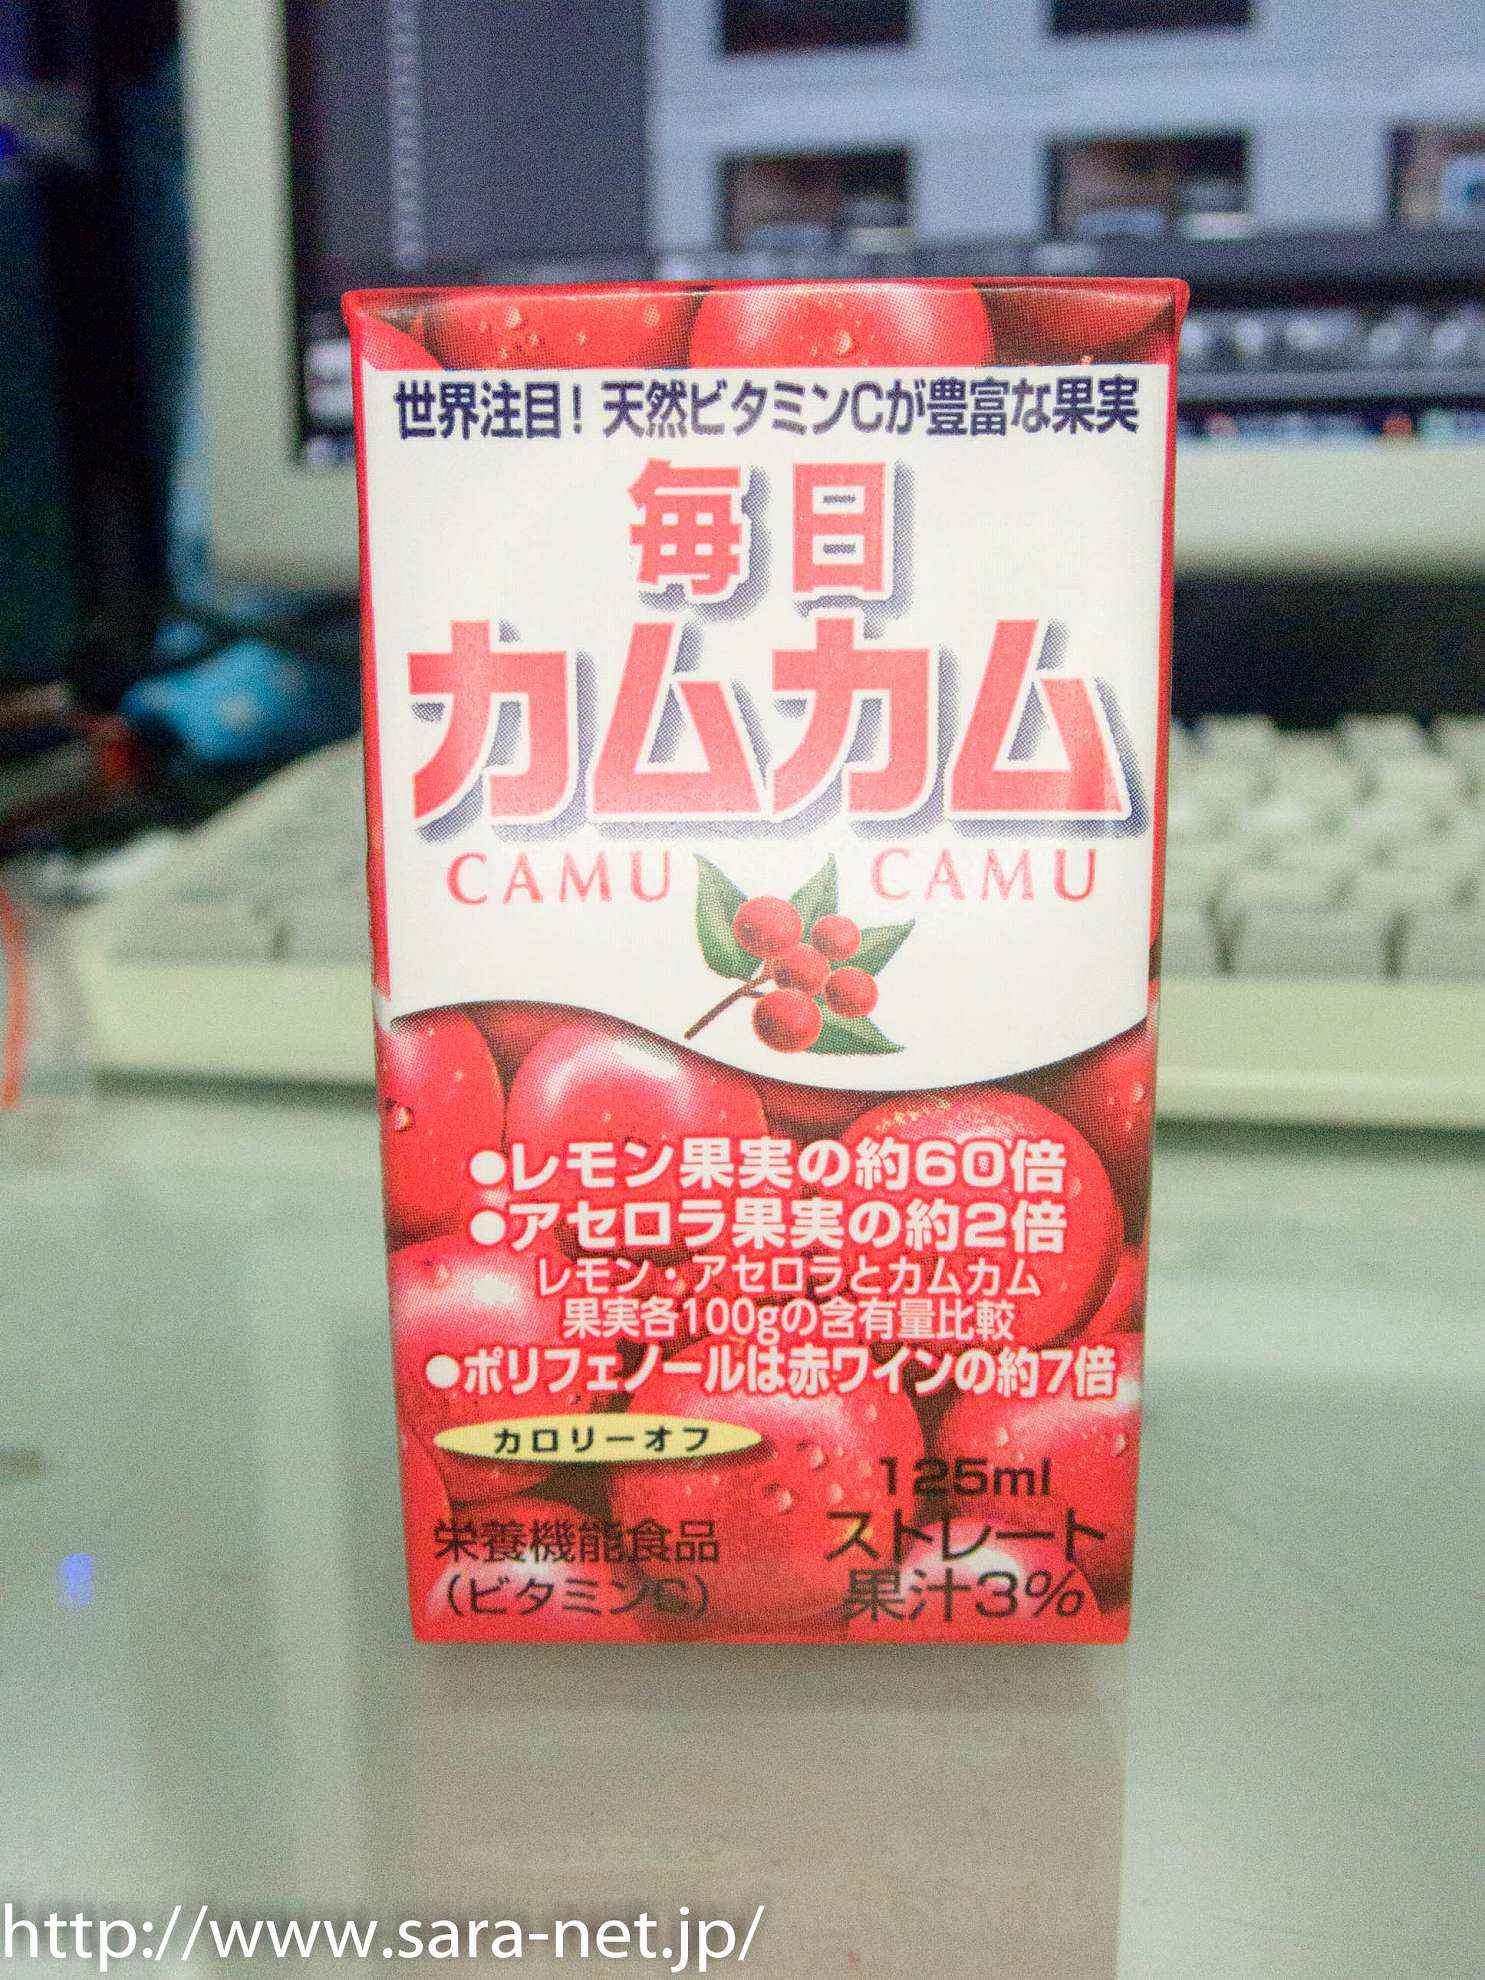 世界注目! 天然ビタミンCが豊富な果実
毎日
カムカム
CAMU CAMU
●レモン果実の約60倍
●アセロラ果実の約2倍
レモン・アセロラとカムカム
果実各100gの含有量比較
●ポリフェノールは赤ワインの約7倍
カロリーオフ
125ml
栄養機能食品
(ビタミンC)
ストレート
果汁3%
http://www.sara-net.jp/